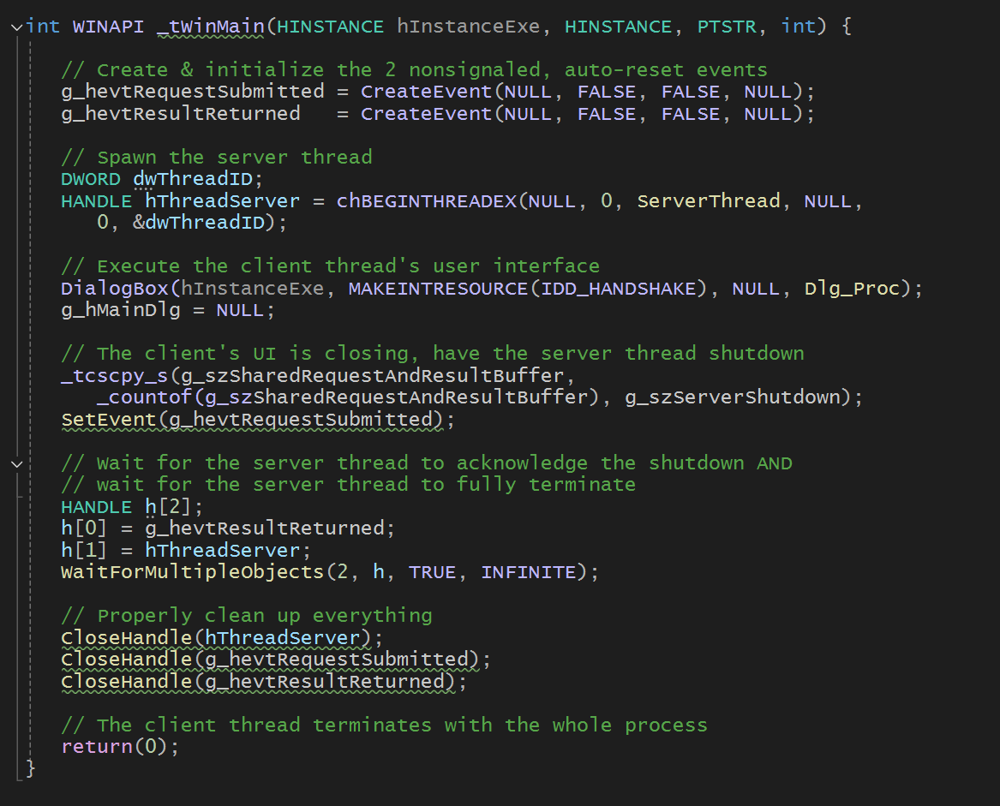 int WINAPI _tWinMain(HINSTANCE hInstanceExe, HINSTANCE, PTSTR, int) {
// Create & initialize the 2 nonsignaled, auto-reset events
g_hevtRequestSubmitted = CreateEvent(NULL, FALSE, FALSE, NULL);
g_hevtResultReturned   = CreateEvent(NULL, FALSE, FALSE, NULL);
// Spawn the server thread
DWORD dwThreadID;
HANDLE hThreadServer = chBEGINTHREADEX(NULL, 0, ServerThread, NULL,
0, &dwThreadID);
// Execute the client thread's user interface
DialogBox(hInstanceExe, MAKEINTRESOURCE(IDD_HANDSHAKE), NULL, Dlg_Proc);
g_hMainDlg = NULL;
// The client's UI is closing, have the server thread shutdown
_tcscpy_s(g_szSharedRequestAndResultBuffer,
_countof(g_szSharedRequestAndResultBuffer), g_szServerShutdown);
SetEvent(g_hevtRequestSubmitted);
// Wait for the server thread to acknowledge the shutdown AND
// wait for the server thread to fully terminate
HANDLE h[2];
h[0] = g_hevtResultReturned;
h[1] = hThreadServer;
WaitForMultipleObjects(2, h, TRUE, INFINITE);
// Properly clean up everything
CloseHandle(hThreadServer);
CloseHandle(g_hevtRequestSubmitted);
CloseHandle(g_hevtResultReturned);
// The client thread terminates with the whole process
return(0);
}